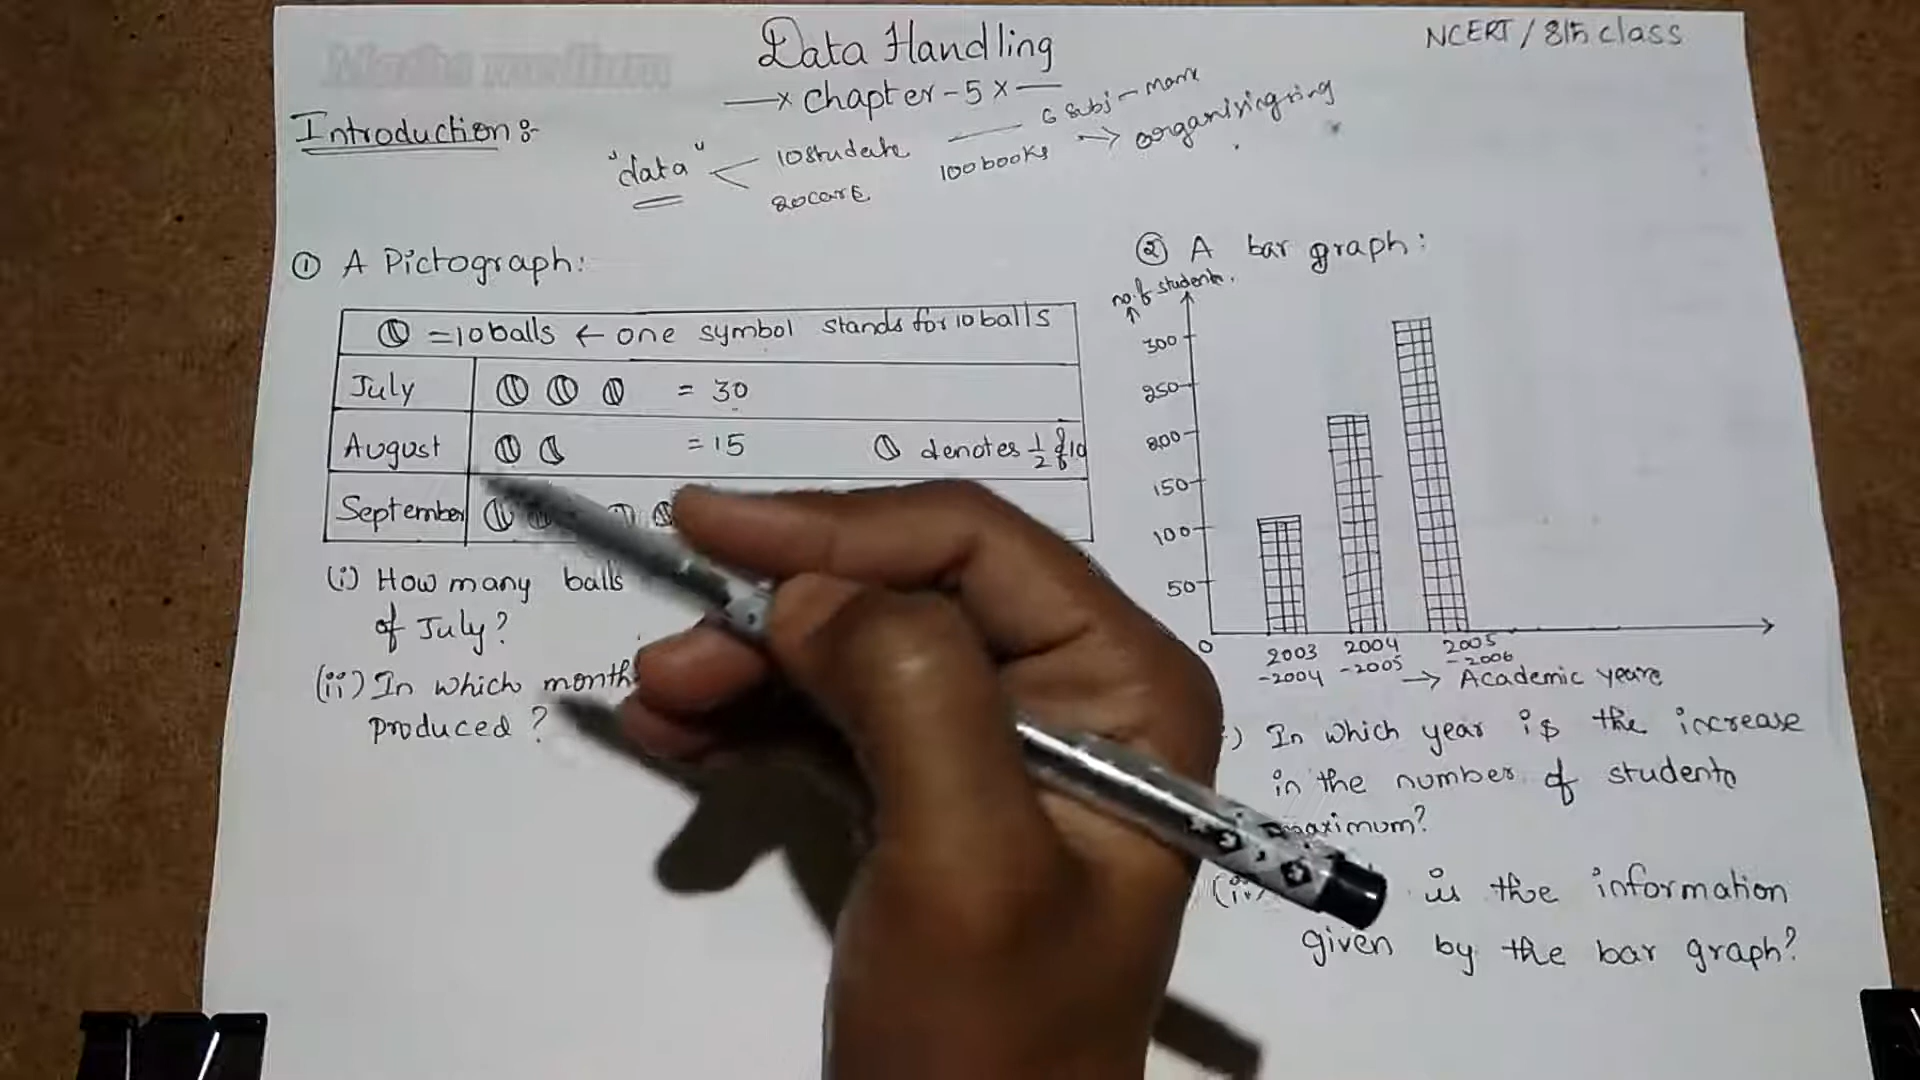 Data Handling
NCERT / 8th class
—x chapter-5 x—
Introduction:-
"data"
10 students
6 subj - mark
20 cars
100 books → organising
① A Pictograph:
= 10 balls ← one symbol stands for 10 balls
July = 30
August = 15 denotes 1/2 of 10
September
(i) How many balls
of July?
(ii) In which month
produced?
② A bar graph:
no. of students.
300
250
200
150
100
50
0
2003 2004 2005
-2004 -2005 -2006
→ Academic years
In which year is the increase
in the number of students
maximum?
is the information
given by the bar graph?